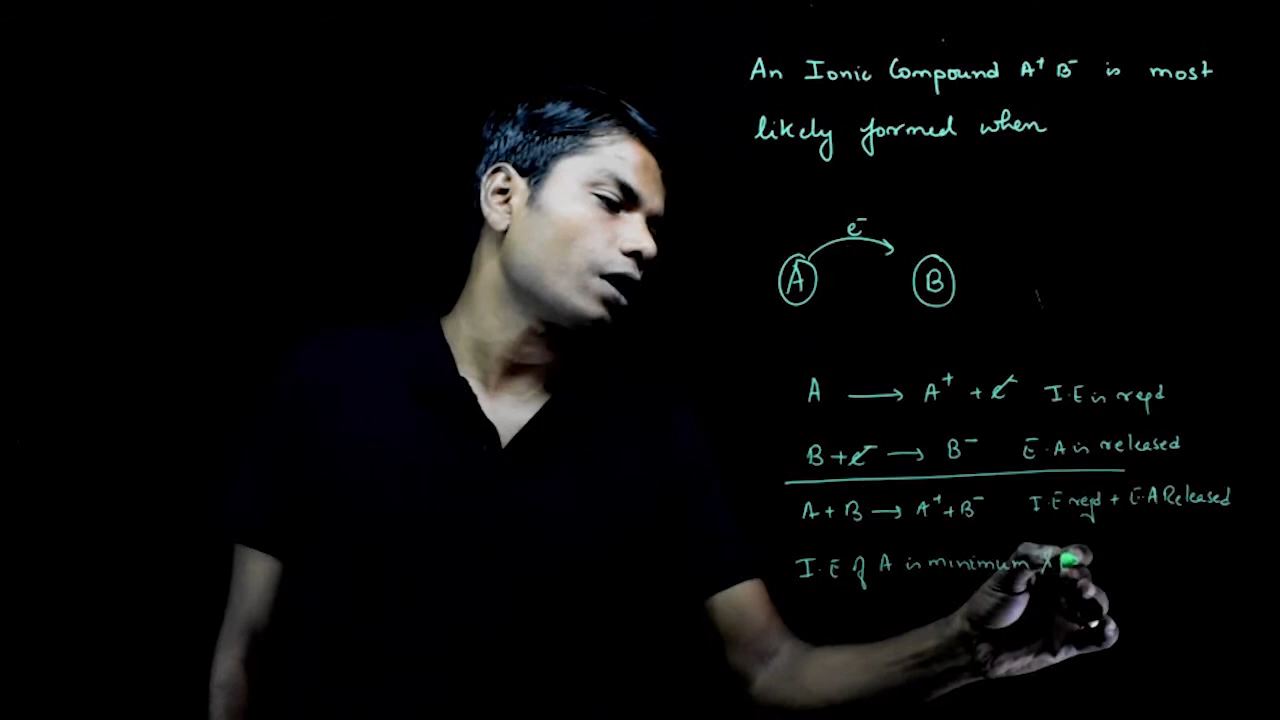 An Ionic Compound A⁺ B⁻ is most
likely formed when
e⁻
A B
A ⟶ A⁺ + e⁻ I.E is reqd
B + e⁻ ⟶ B⁻ E.A is released
A + B ⟶ A⁺ + B⁻ I.E reqd + E.A Released
I.E of A is minimum